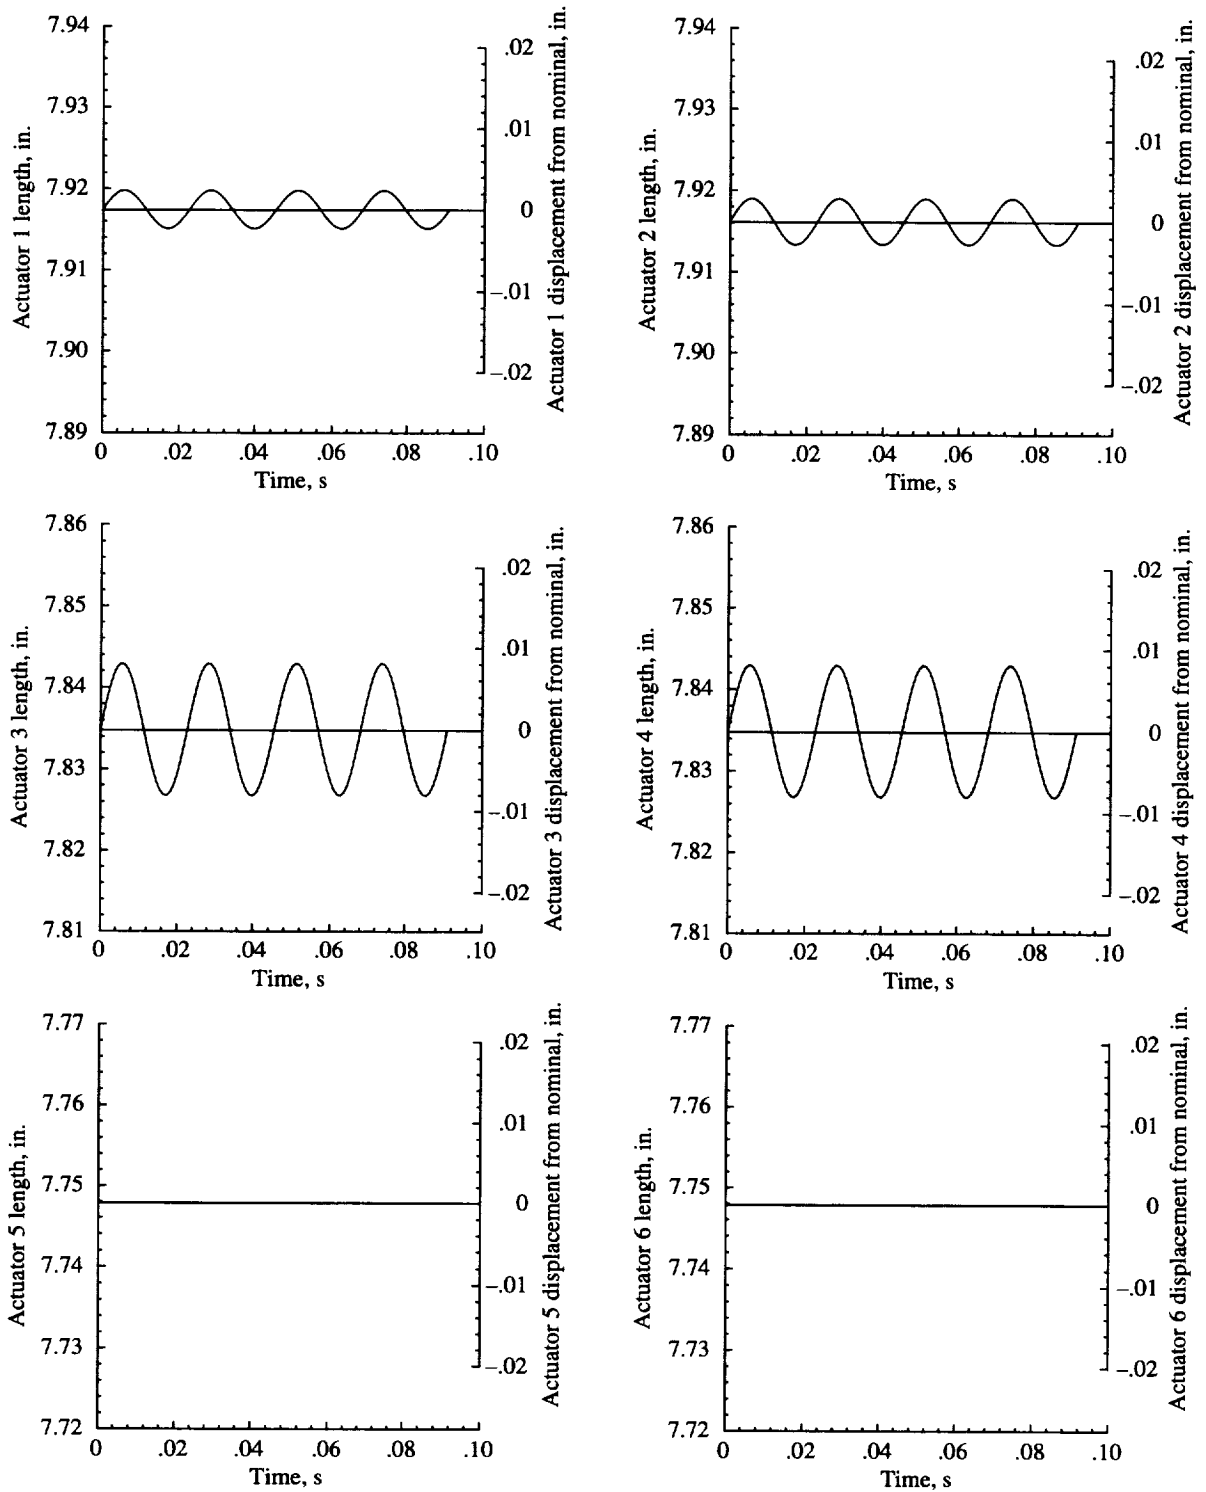 7.94
7.93
7.92
7.91
7.90
7.89
Actuator 1 length, in.
0 .02 .04 .06 .08 .10
Time, s
.02
.01
0
–.01
–.02
Actuator 1 displacement from nominal, in.
7.94
7.93
7.92
7.91
7.90
7.89
Actuator 2 length, in.
0 .02 .04 .06 .08 .10
Time, s
.02
.01
0
–.01
–.02
Actuator 2 displacement from nominal, in.
7.86
7.85
7.84
7.83
7.82
7.81
Actuator 3 length, in.
0 .02 .04 .06 .08 .10
Time, s
.02
.01
0
–.01
–.02
Actuator 3 displacement from nominal, in.
7.86
7.85
7.84
7.83
7.82
7.81
Actuator 4 length, in.
0 .02 .04 .06 .08 .10
Time, s
.02
.01
0
–.01
–.02
Actuator 4 displacement from nominal, in.
7.77
7.76
7.75
7.74
7.73
7.72
Actuator 5 length, in.
0 .02 .04 .06 .08 .10
Time, s
.02
.01
0
–.01
–.02
Actuator 5 displacement from nominal, in.
7.77
7.76
7.75
7.74
7.73
7.72
Actuator 6 length, in.
0 .02 .04 .06 .08 .10
Time, s
.02
.01
0
–.01
–.02
Actuator 6 displacement from nominal, in.